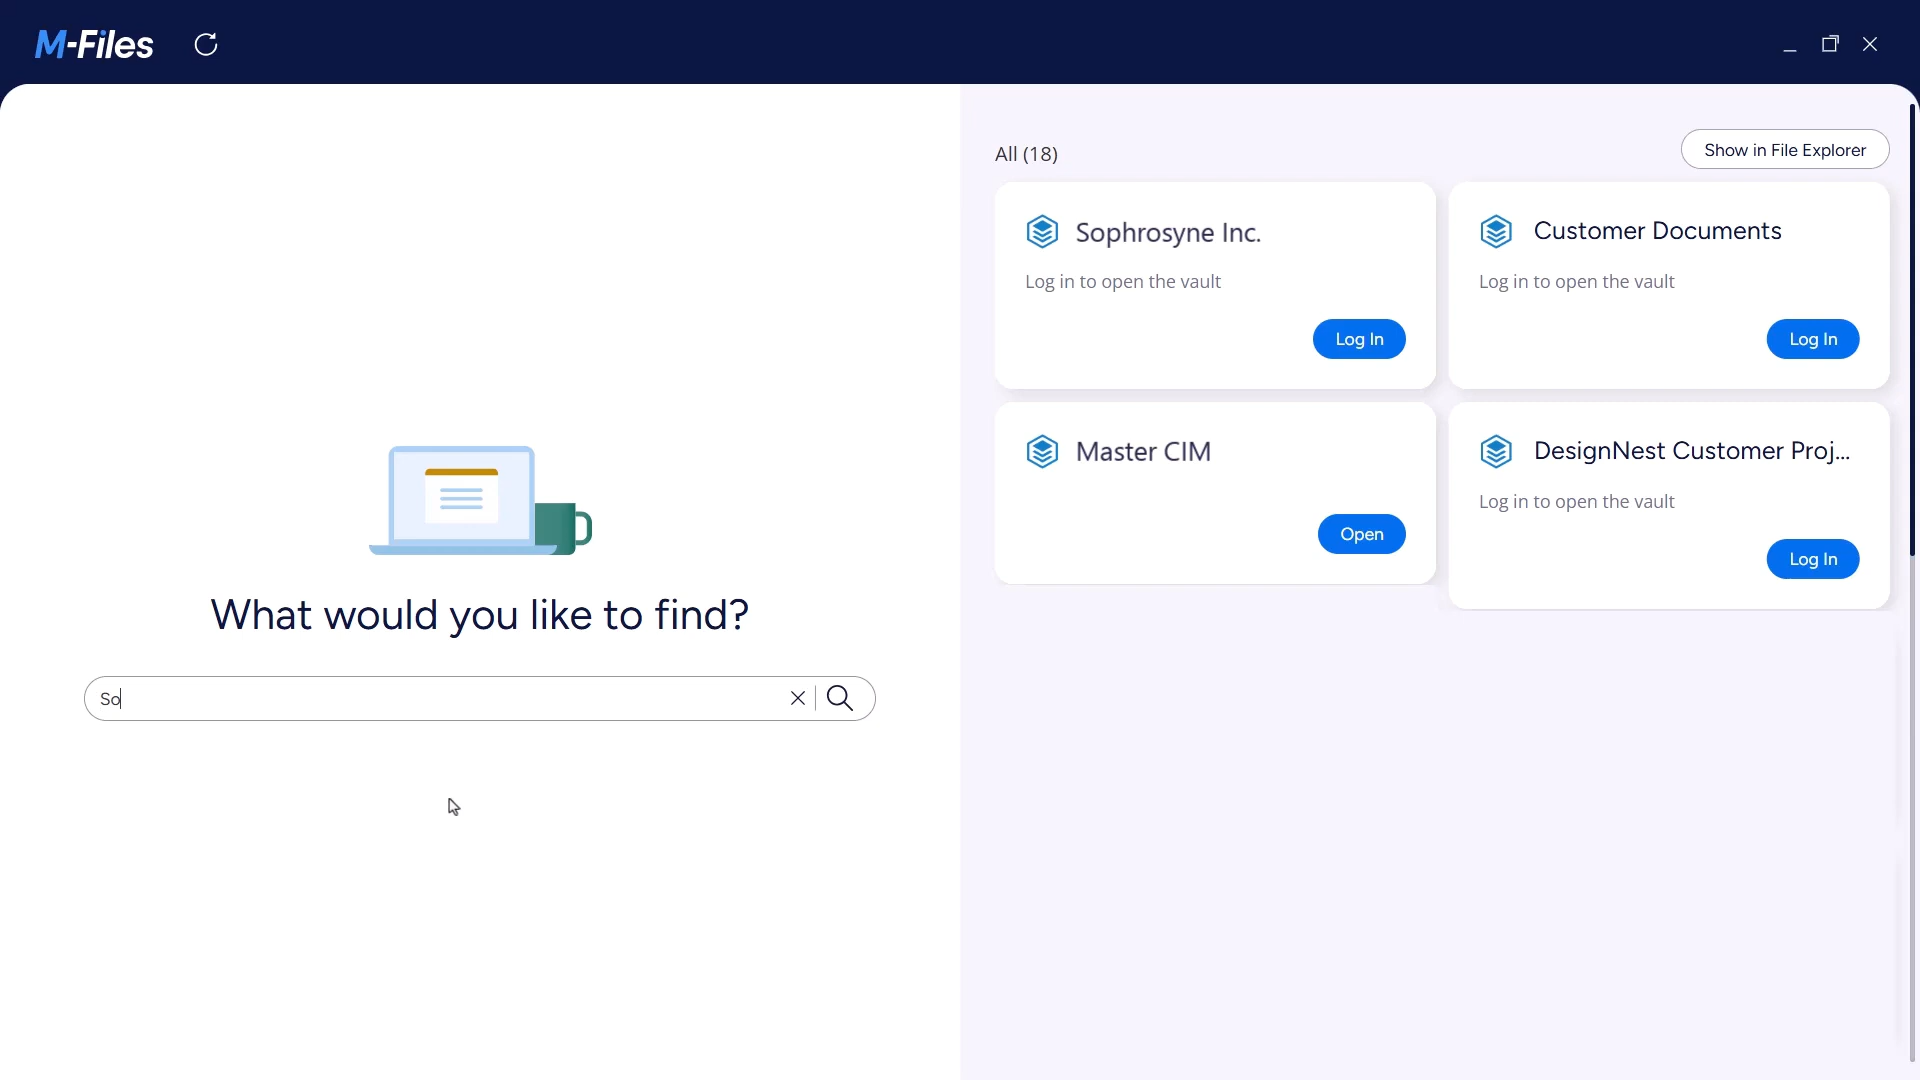 M-Files
All (18)
Show in File Explorer
Sophrosyne Inc.
Log in to open the vault
Log In
Customer Documents
Log in to open the vault
Log In
Master CIM
Open
DesignNest Customer Proj...
Log in to open the vault
Log In
What would you like to find?
So